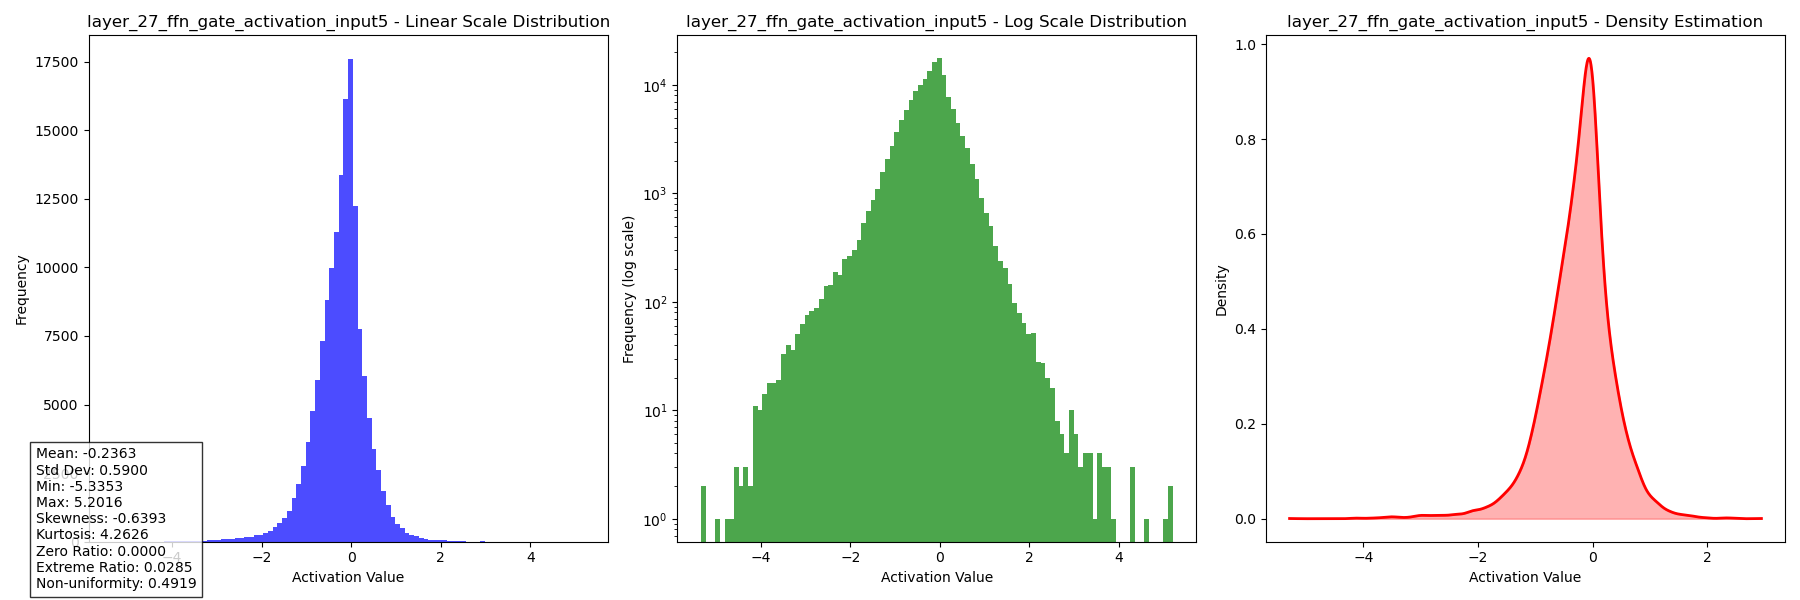 layer_27_ffn_gate_activation_input5 - Linear Scale Distribution
17500
15000
12500
10000
7500
5000
2500
0
Frequency
−4
−2
0
2
4
Activation Value
Mean: -0.2363
Std Dev: 0.5900
Min: -5.3353
Max: 5.2016
Skewness: -0.6393
Kurtosis: 4.2626
Zero Ratio: 0.0000
Extreme Ratio: 0.0285
Non-uniformity: 0.4919
layer_27_ffn_gate_activation_input5 - Log Scale Distribution
10⁴
10³
10²
10¹
10⁰
Frequency (log scale)
−4
−2
0
2
4
Activation Value
layer_27_ffn_gate_activation_input5 - Density Estimation
1.0
0.8
0.6
0.4
0.2
0.0
Density
−4
−2
0
2
Activation Value